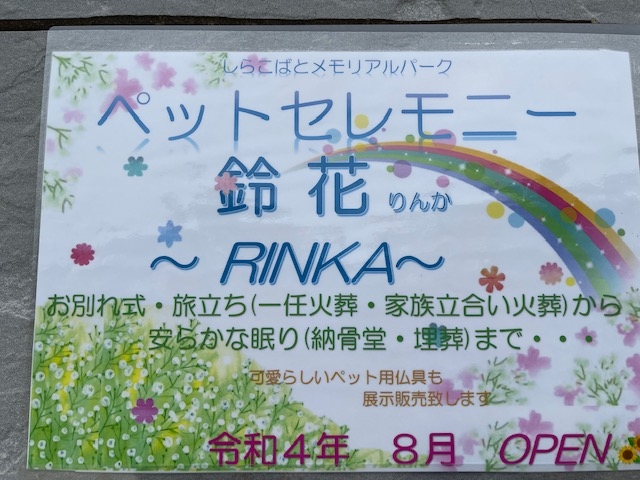 しらこばとメモリアルパーク
ペットセレモニー
鈴花 りんか
～ RINKA～
お別れ式・旅立ち(一任火葬・家族立合い火葬)から
安らかな眠り(納骨堂・埋葬)まで・・・
可愛らしいペット用仏具も
展示販売致します
令和4年 8月 OPEN